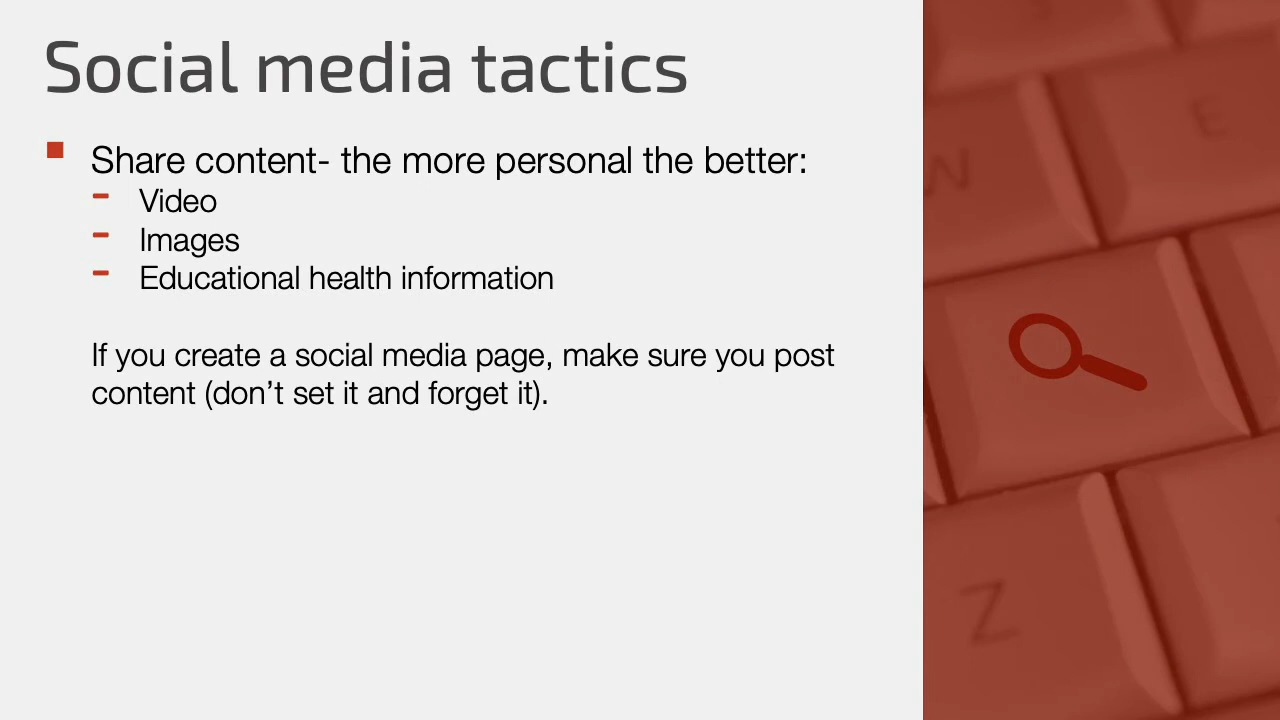 Social media tactics
Share content- the more personal the better:
Video
Images
Educational health information
If you create a social media page, make sure you post
content (don’t set it and forget it).
E
W
Z